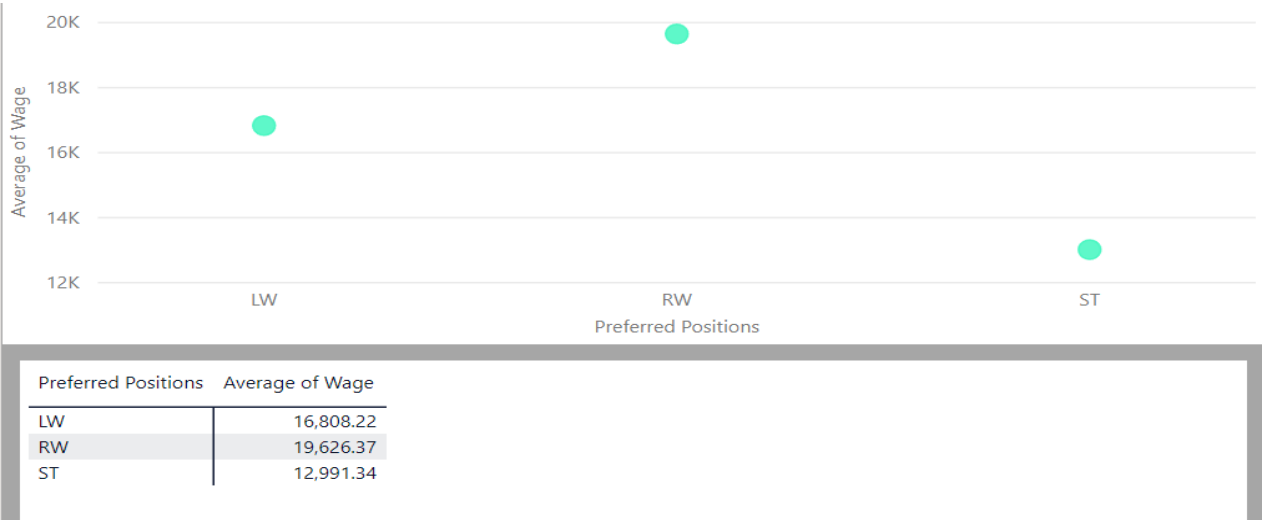 20K
18K
16K
14K
12K
Average of Wage
LW RW ST
Preferred Positions
Preferred Positions Average of Wage
LW 16,808.22
RW 19,626.37
ST 12,991.34